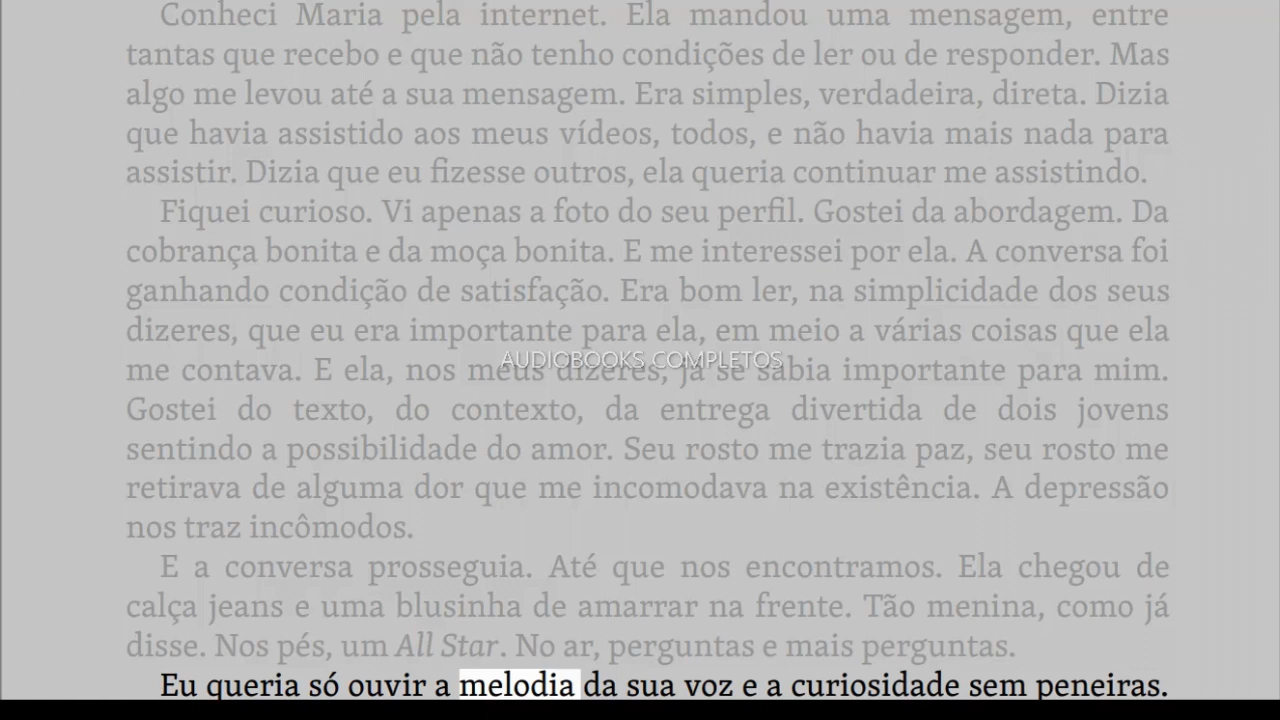 Conheci Maria pela internet. Ela mandou uma mensagem, entre
tantas que recebo e que não tenho condições de ler ou de responder. Mas
algo me levou até a sua mensagem. Era simples, verdadeira, direta. Dizia
que havia assistido aos meus vídeos, todos, e não havia mais nada para
assistir. Dizia que eu fizesse outros, ela queria continuar me assistindo.
Fiquei curioso. Vi apenas a foto do seu perfil. Gostei da abordagem. Da
cobrança bonita e da moça bonita. E me interessei por ela. A conversa foi
ganhando condição de satisfação. Era bom ler, na simplicidade dos seus
dizeres, que eu era importante para ela, em meio a várias coisas que ela
AUDIOBOOKS COMPLETOS
me contava. E ela, nos meus dizeres, já se sabia importante para mim.
Gostei do texto, do contexto, da entrega divertida de dois jovens
sentindo a possibilidade do amor. Seu rosto me trazia paz, seu rosto me
retirava de alguma dor que me incomodava na existência. A depressão
nos traz incômodos.
E a conversa prosseguia. Até que nos encontramos. Ela chegou de
calça jeans e uma blusinha de amarrar na frente. Tão menina, como já
disse. Nos pés, um All Star. No ar, perguntas e mais perguntas.
Eu queria só ouvir a melodia da sua voz e a curiosidade sem peneiras.